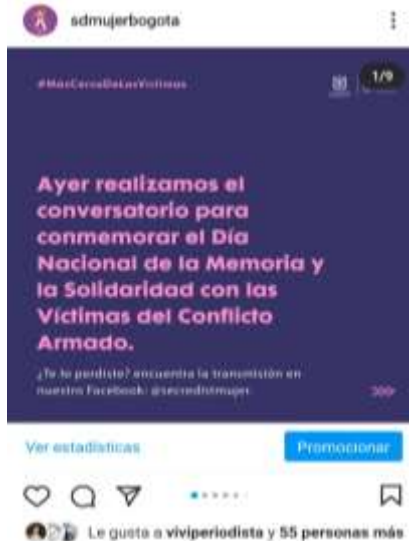 sdmujerbogota
#MásCercaDeLasVíctimas
1/9
Ayer realizamos el
conversatorio para
conmemorar el Día
Nacional de la Memoria y
la Solidaridad con las
Víctimas del Conflicto
Armado.
¿Te lo perdiste? encuentra la transmisión en
nuestro Facebook: @secredistmujer.
Ver estadísticas
Promocionar
Le gusta a viviperiodista y 55 personas más